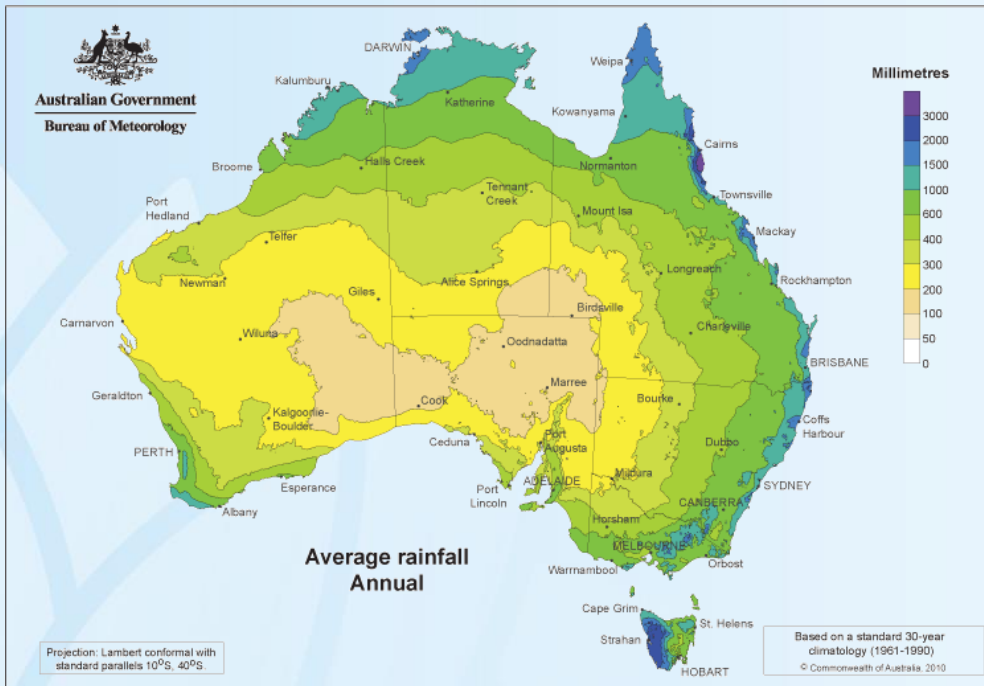 Australian Government
Bureau of Meteorology
DARWIN
Kalumburu
Katherine
Weipa
Kowanyama
Millimetres
3000
2000
1500
1000
600
400
300
200
100
50
0
Cairns
Broome
Halls Creek
Normanton
Townsville
Port
Hedland
Tennant
Creek
Mount Isa
Mackay
Telfer
Newman
Giles
Alice Springs
Longreach
Rockhampton
Carnarvon
Wiluna
Birdsville
Oodnadatta
Charleville
BRISBANE
Geraldton
Kalgoorlie-
Boulder
Cook
Marree
Bourke
Coffs
Harbour
PERTH
Ceduna
Port
Augusta
Dubbo
Esperance
Port
Lincoln
ADELAIDE
Mildura
SYDNEY
Albany
CANBERRA
Horsham
MELBOURNE
Warrnambool
Orbost
Average rainfall
Annual
Cape Grim
St. Helens
Strahan
HOBART
Projection: Lambert conformal with
standard parallels 10°S, 40°S.
Based on a standard 30-year
climatology (1961-1990)
© Commonwealth of Australia, 2010